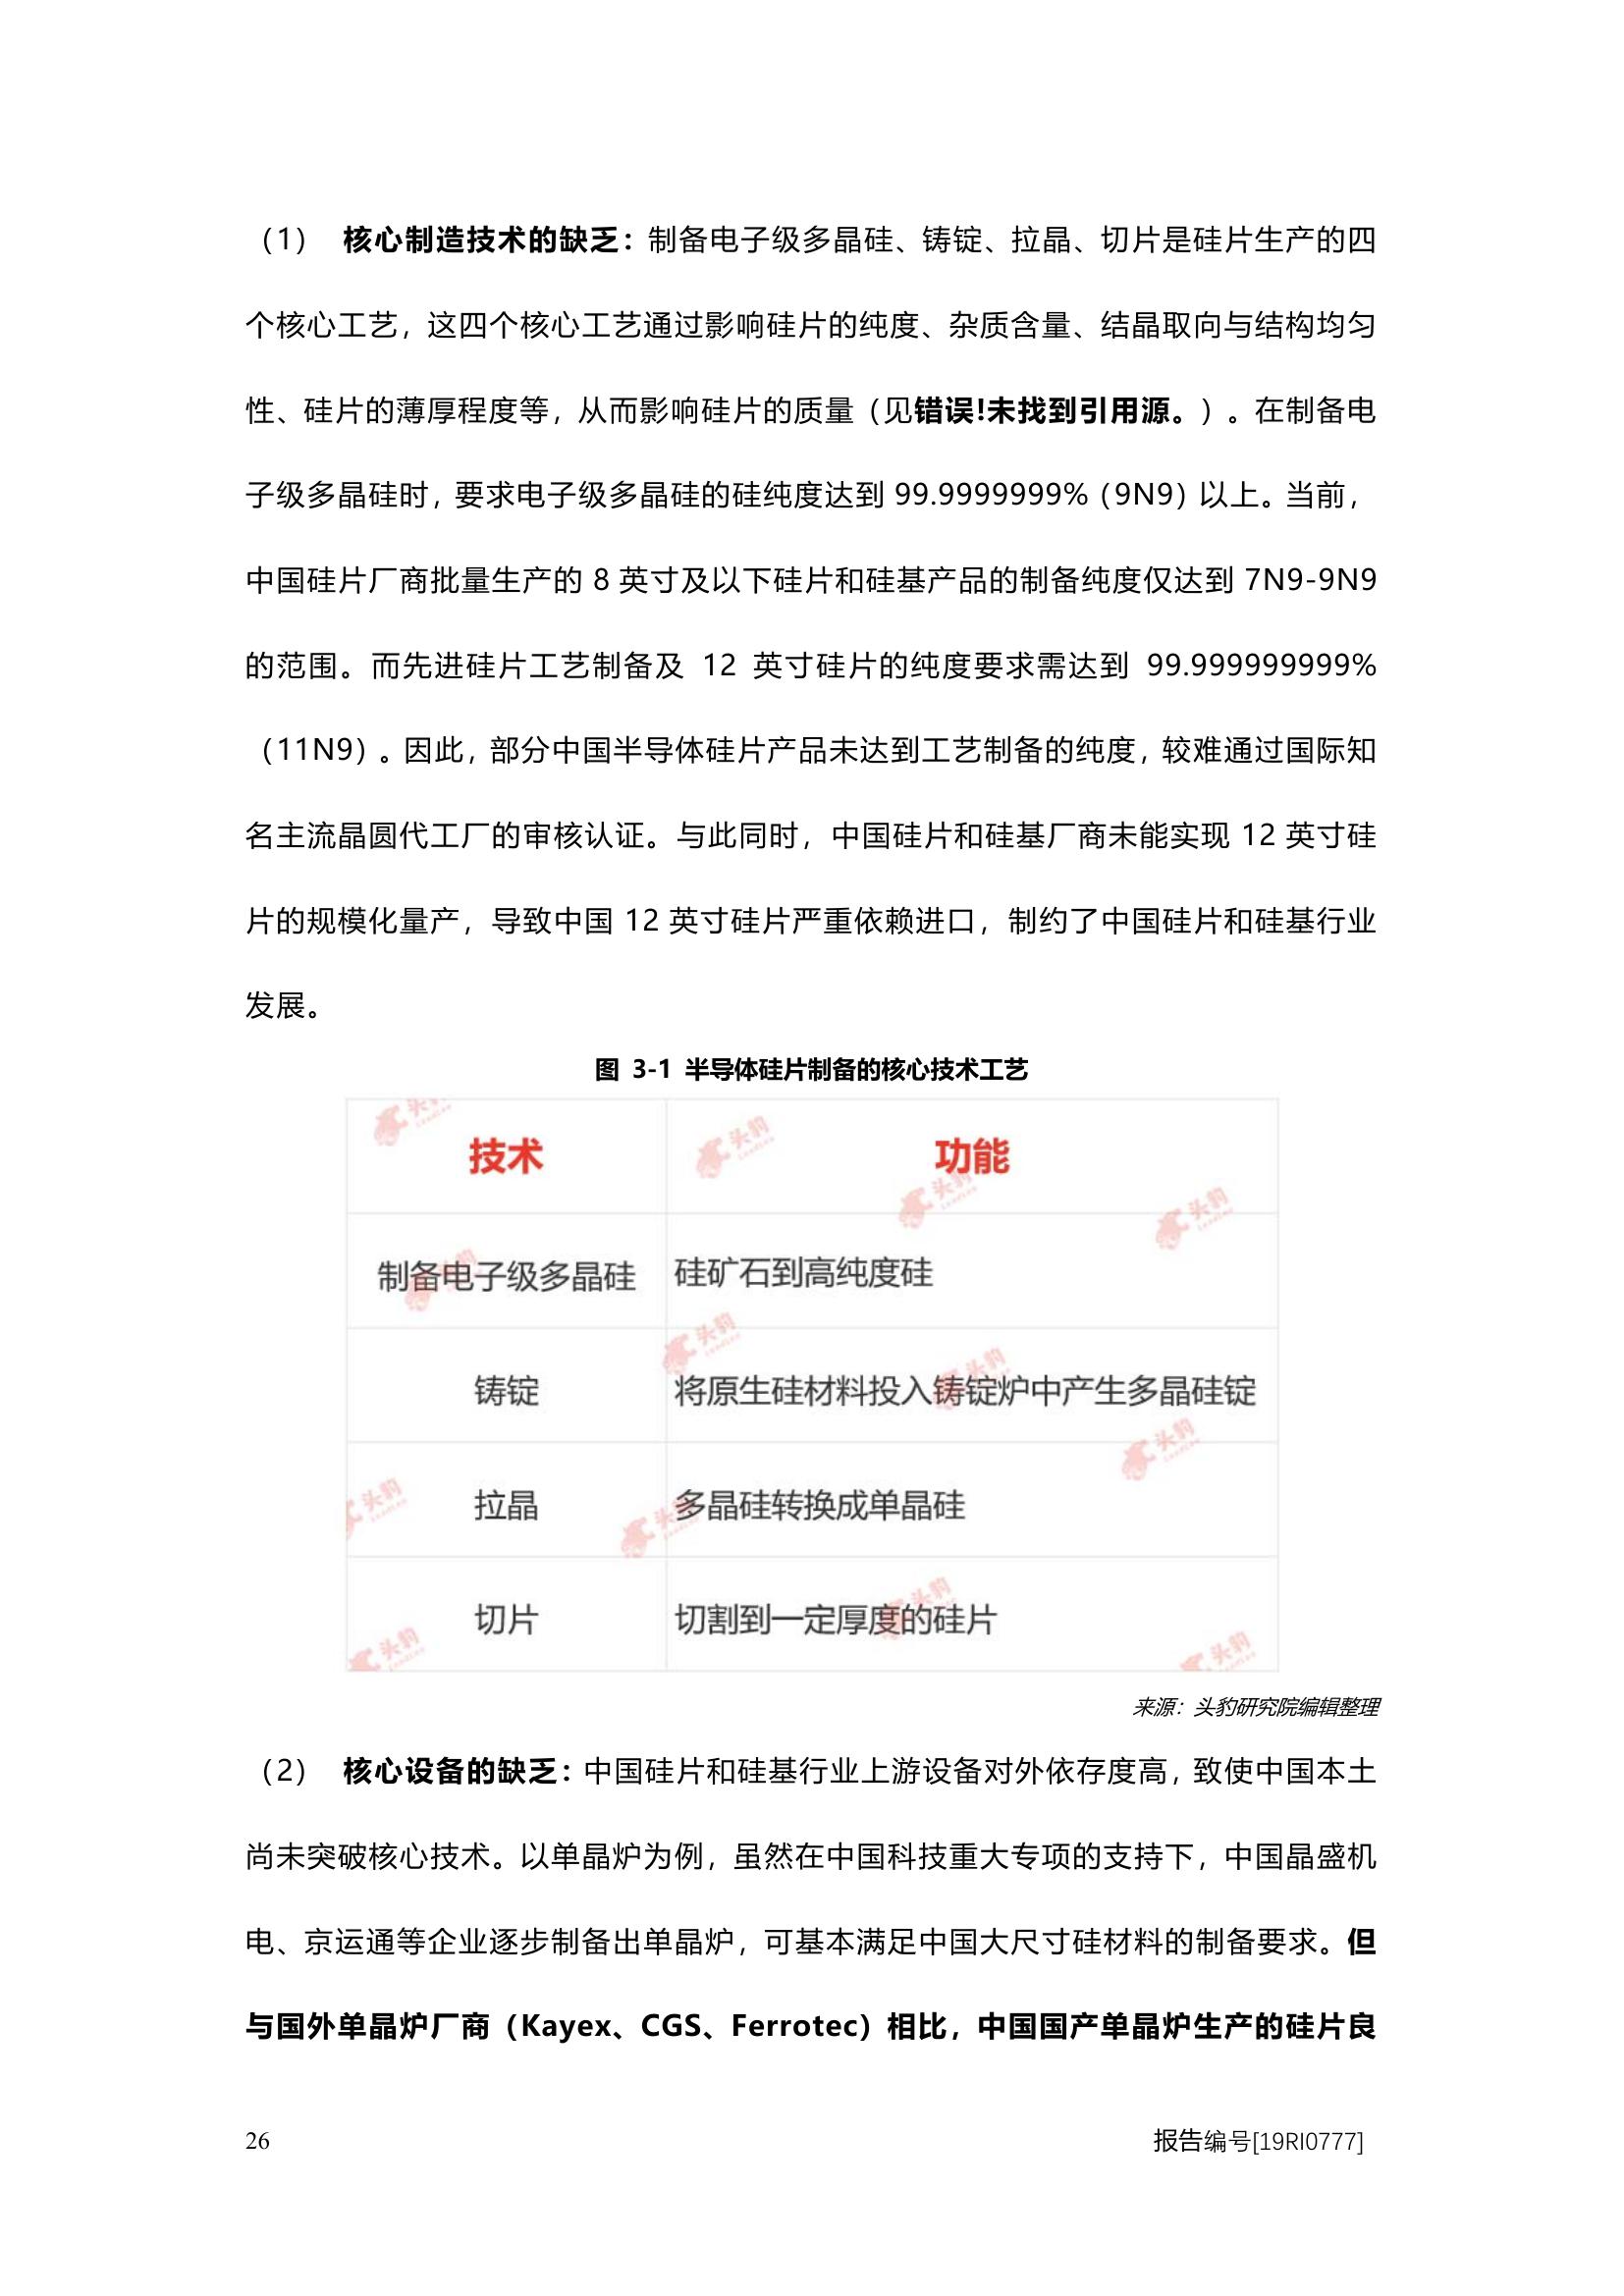 （1） 核心制造技术的缺乏：制备电子级多晶硅、铸锭、拉晶、切片是硅片生产的四
个核心工艺，这四个核心工艺通过影响硅片的纯度、杂质含量、结晶取向与结构均匀
性、硅片的薄厚程度等，从而影响硅片的质量（见错误!未找到引用源。）。在制备电
子级多晶硅时，要求电子级多晶硅的硅纯度达到 99.9999999%（9N9）以上。当前，
中国硅片厂商批量生产的 8 英寸及以下硅片和硅基产品的制备纯度仅达到 7N9-9N9
的范围。而先进硅片工艺制备及 12 英寸硅片的纯度要求需达到 99.999999999%
（11N9）。因此，部分中国半导体硅片产品未达到工艺制备的纯度，较难通过国际知
名主流晶圆代工厂的审核认证。与此同时，中国硅片和硅基厂商未能实现 12 英寸硅
片的规模化量产，导致中国 12 英寸硅片严重依赖进口，制约了中国硅片和硅基行业
发展。
图 3-1 半导体硅片制备的核心技术工艺
技术 功能
制备电子级多晶硅 硅矿石到高纯度硅
铸锭 将原生硅材料投入铸锭炉中产生多晶硅锭
拉晶 多晶硅转换成单晶硅
切片 切割到一定厚度的硅片
来源：头豹研究院编辑整理
（2） 核心设备的缺乏：中国硅片和硅基行业上游设备对外依存度高，致使中国本土
尚未突破核心技术。以单晶炉为例，虽然在中国科技重大专项的支持下，中国晶盛机
电、京运通等企业逐步制备出单晶炉，可基本满足中国大尺寸硅材料的制备要求。但
与国外单晶炉厂商（Kayex、CGS、Ferrotec）相比，中国国产单晶炉生产的硅片良
26 报告编号[19RI0777]